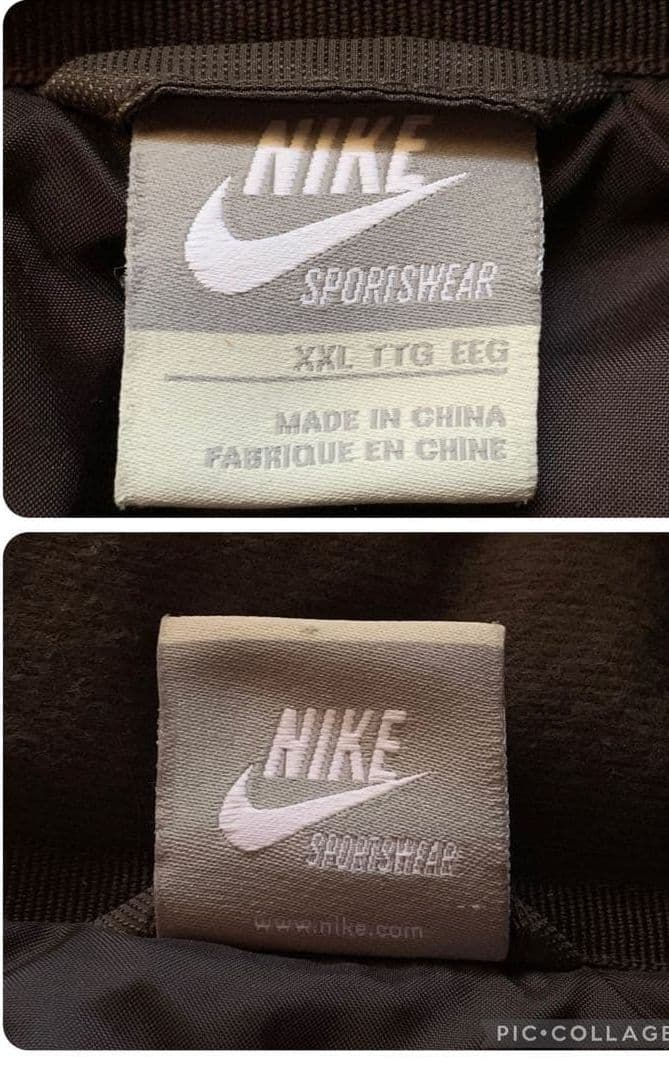 NIKE
SPORTSWEAR
XXL TTG EEG
MADE IN CHINA
FABRIQUE EN CHINE
NIKE
SPORTSWEAR
www.nike.com
PIC•COLLAGE